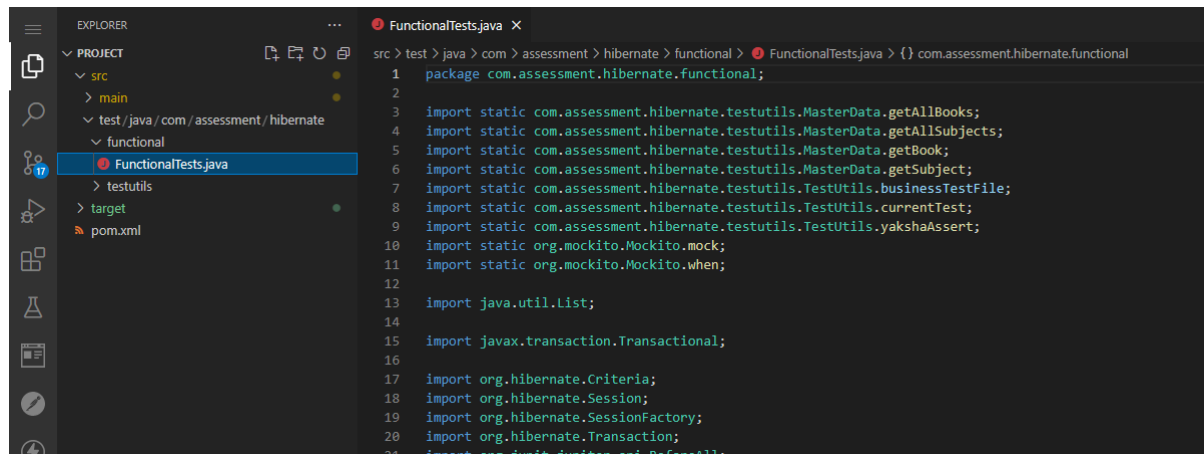 EXPLORER
PROJECT
src
main
test/java/com/assessment/hibernate
functional
FunctionalTests.java
testutils
target
pom.xml
17
FunctionalTests.java
src > test > java > com > assessment > hibernate > functional > FunctionalTests.java > {} com.assessment.hibernate.functional
1 package com.assessment.hibernate.functional;
2
3 import static com.assessment.hibernate.testutils.MasterData.getAllBooks;
4 import static com.assessment.hibernate.testutils.MasterData.getAllSubjects;
5 import static com.assessment.hibernate.testutils.MasterData.getBook;
6 import static com.assessment.hibernate.testutils.MasterData.getSubject;
7 import static com.assessment.hibernate.testutils.TestUtils.businessTestFile;
8 import static com.assessment.hibernate.testutils.TestUtils.currentTest;
9 import static com.assessment.hibernate.testutils.TestUtils.yakshaAssert;
10 import static org.mockito.Mockito.mock;
11 import static org.mockito.Mockito.when;
12
13 import java.util.List;
14
15 import javax.transaction.Transactional;
16
17 import org.hibernate.Criteria;
18 import org.hibernate.Session;
19 import org.hibernate.SessionFactory;
20 import org.hibernate.Transaction;
21 import org.junit.jupiter.api.BeforeAll;